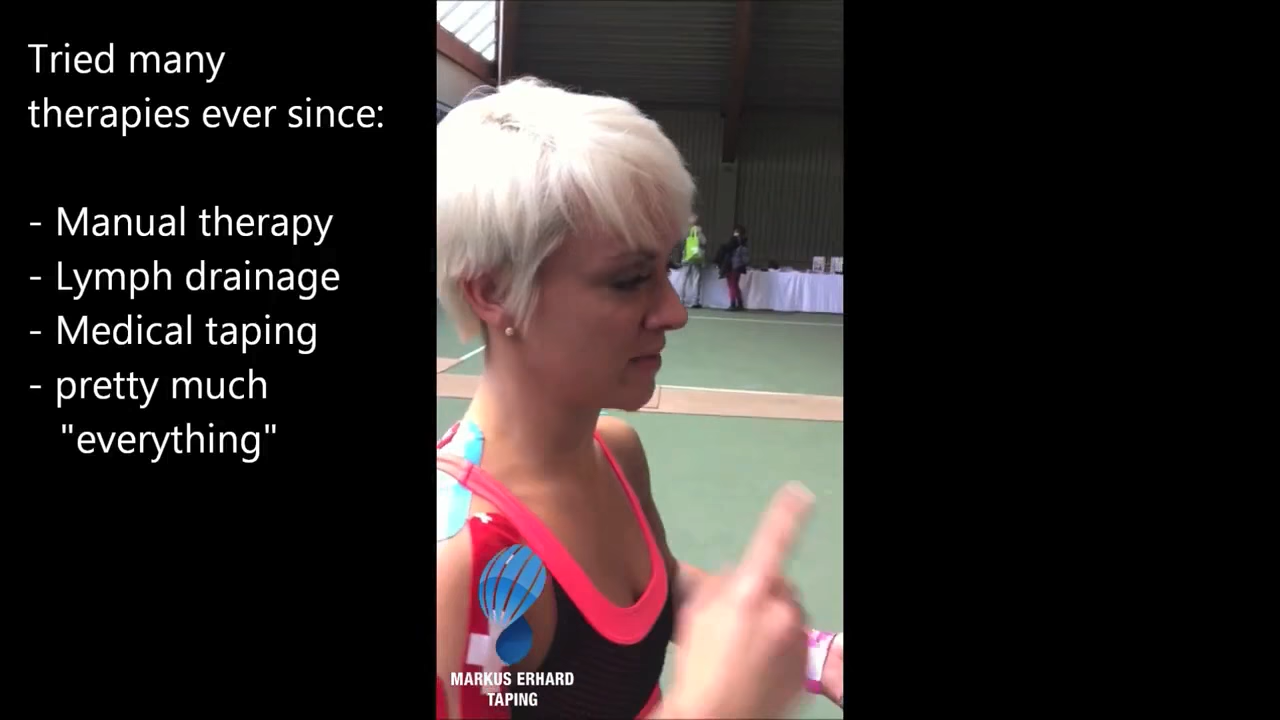 Tried many
therapies ever since:
- Manual therapy
- Lymph drainage
- Medical taping
- pretty much
"everything"
MARKUS ERHARD
TAPING